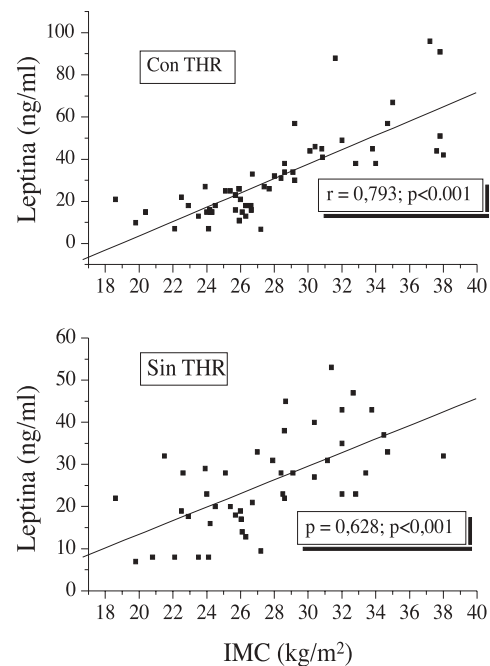 100
80
60
40
20
0
Leptina (ng/ml)
Con THR
r = 0,793; p<0.001
18 20 22 24 26 28 30 32 34 36 38 40
60
50
40
30
20
10
0
Leptina (ng/ml)
Sin THR
p = 0,628; p<0,001
18 20 22 24 26 28 30 32 34 36 38 40
IMC (kg/m²)